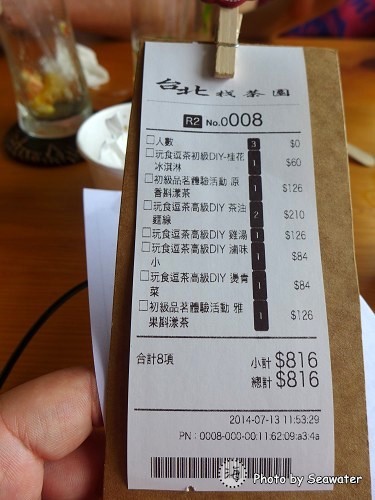 台北找茶園
R2 No.0008
□人數 3 $0
□玩食逗茶初級DIY-桂花 1 $60
冰淇淋
□初級品茗體驗活動 原 1 $126
香斟漾茶
□玩食逗茶高級DIY 茶油 2 $210
麵線
□玩食逗茶高級DIY 雞湯 1 $126
□玩食逗茶高級DIY 滷味 1 $84
小
□玩食逗茶高級DIY 燙青 1 $84
菜
□初級品茗體驗活動 雅 1 $126
果斟漾茶
合計8項 小計 $816
總計 $816
2014-07-13 11:53:29
PN : 0008-000-00:11:62:09:a3:4a
Photo by Seawater